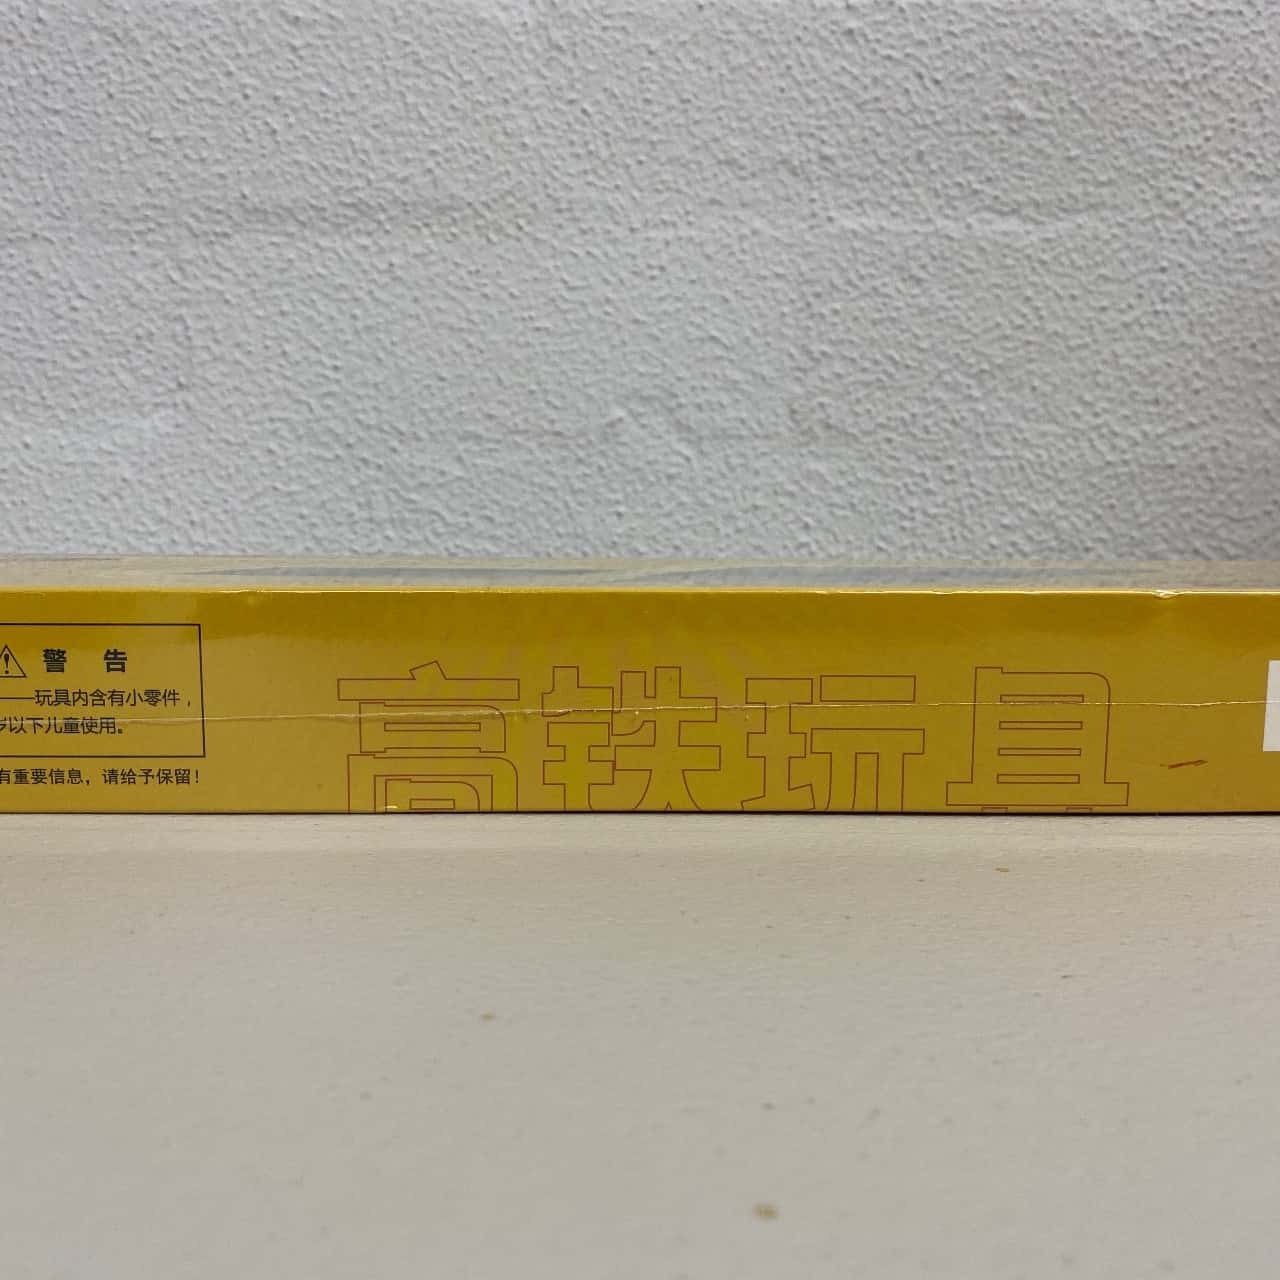 警 告
——玩具内含有小零件，
岁以下儿童使用。
有重要信息，请给予保留！
高铁玩具